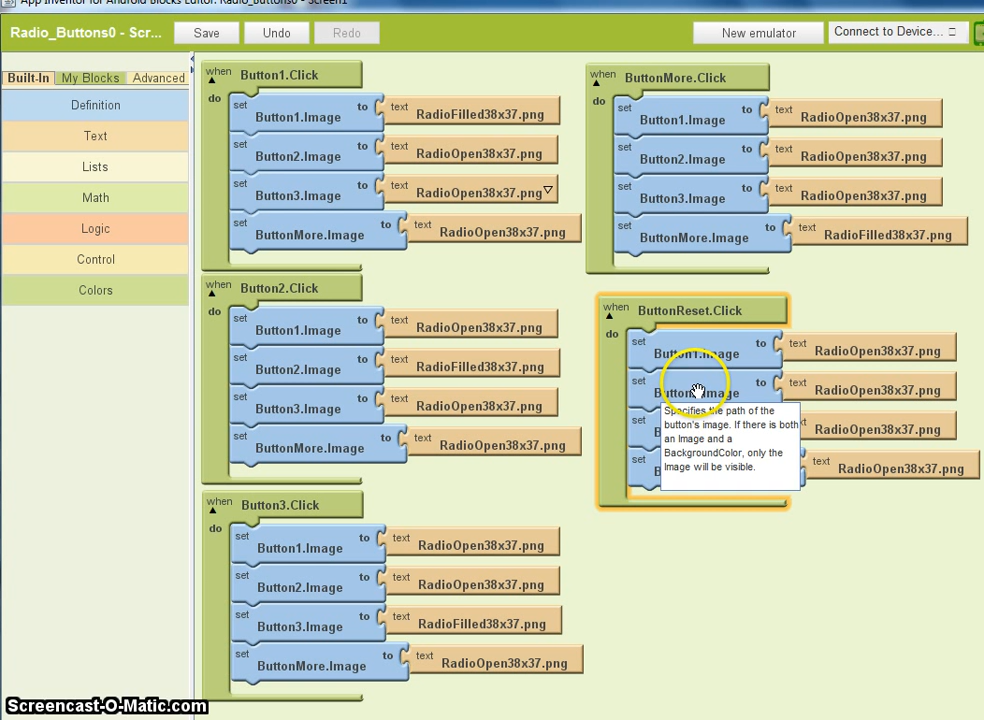 App Inventor for Android Blocks Editor: Radio_Buttons0 - Screen1
Radio_Buttons0 - Scr...
Save
Undo
Redo
New emulator
Connect to Device...
Built-In
My Blocks
Advanced
Definition
Text
Lists
Math
Logic
Control
Colors
when Button1.Click
do
set Button1.Image to text RadioFilled38x37.png
set Button2.Image to text RadioOpen38x37.png
set Button3.Image to text RadioOpen38x37.png
set ButtonMore.Image to text RadioOpen38x37.png
when Button2.Click
do
set Button1.Image to text RadioOpen38x37.png
set Button2.Image to text RadioFilled38x37.png
set Button3.Image to text RadioOpen38x37.png
set ButtonMore.Image to text RadioOpen38x37.png
when Button3.Click
do
set Button1.Image to text RadioOpen38x37.png
set Button2.Image to text RadioOpen38x37.png
set Button3.Image to text RadioFilled38x37.png
set ButtonMore.Image to text RadioOpen38x37.png
when ButtonMore.Click
do
set Button1.Image to text RadioOpen38x37.png
set Button2.Image to text RadioOpen38x37.png
set Button3.Image to text RadioOpen38x37.png
set ButtonMore.Image to text RadioFilled38x37.png
when ButtonReset.Click
do
set Button1.Image to text RadioOpen38x37.png
set to text RadioOpen38x37.png
set RadioOpen38x37.png
set text RadioOpen38x37.png
Specifies the path of the
button's image. If there is both
an Image and a
BackgroundColor, only the
Image will be visible.
Screencast-O-Matic.com